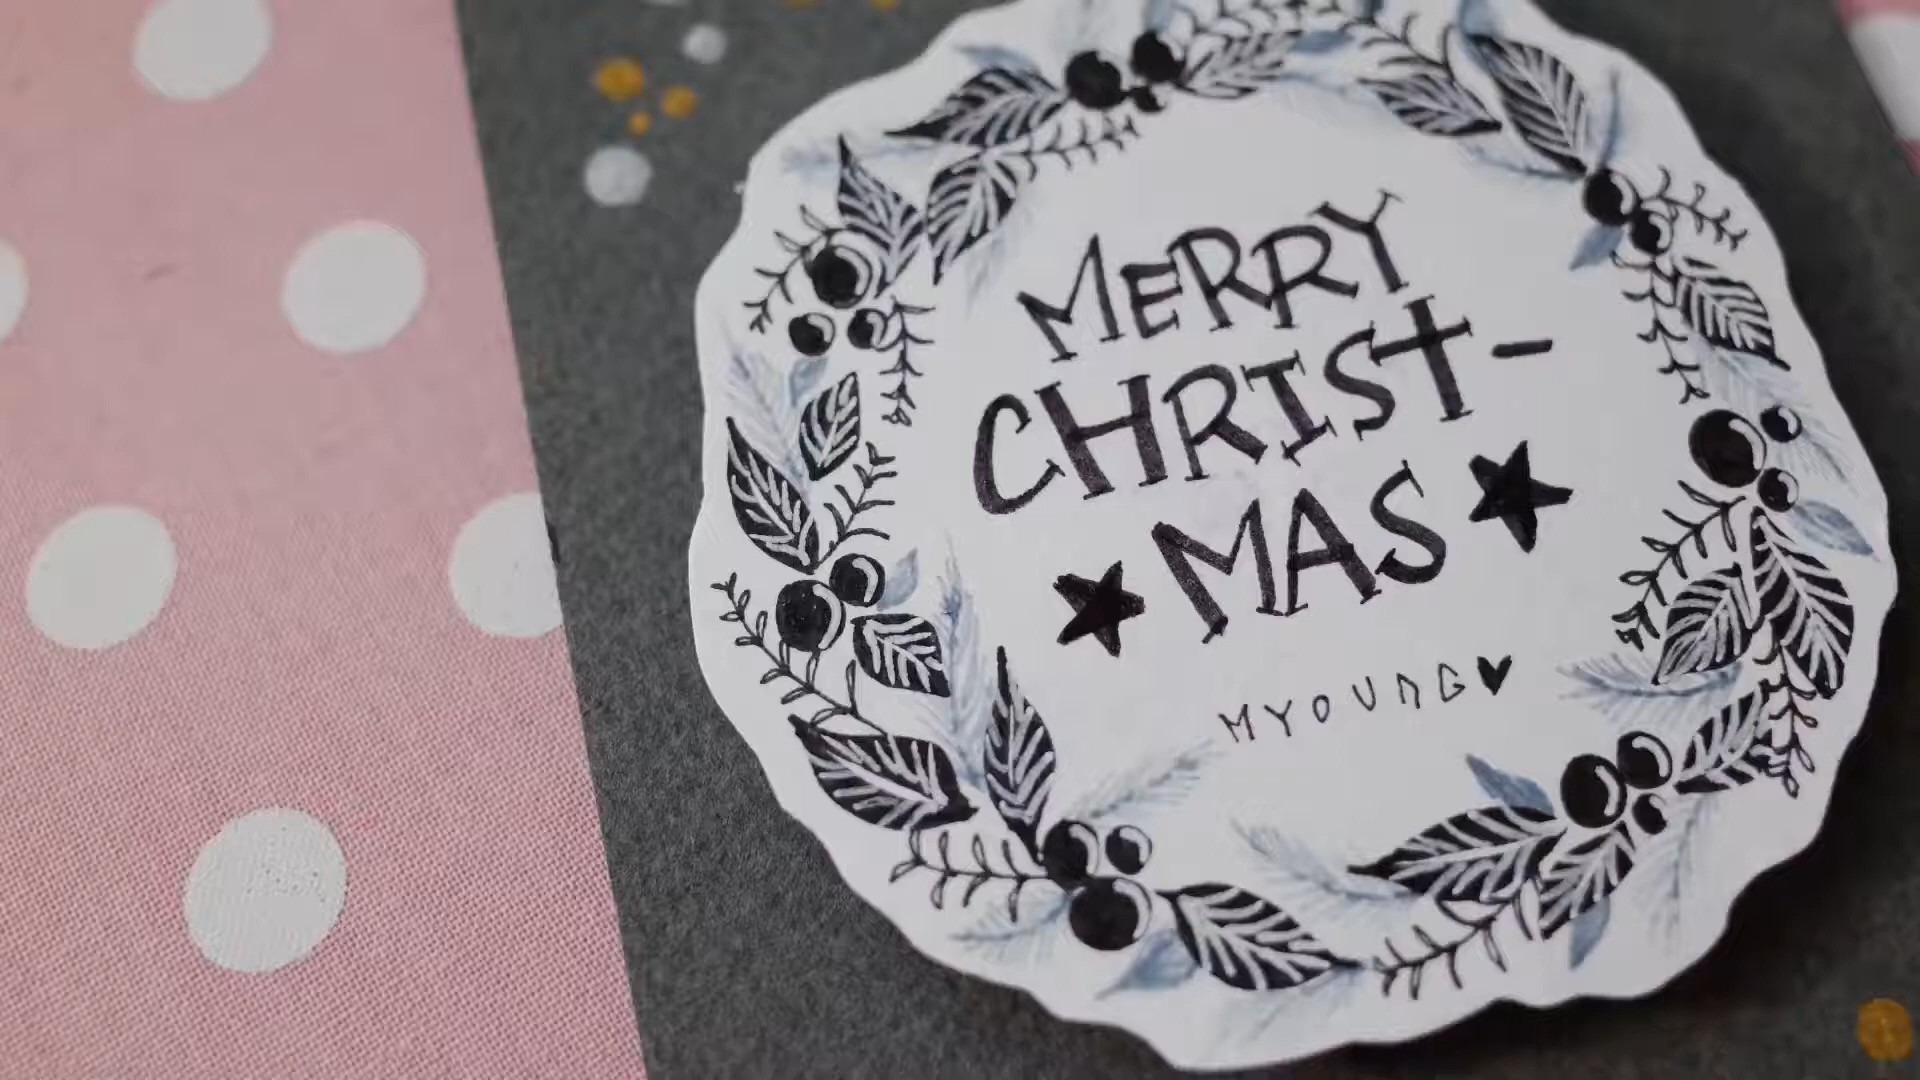 MERRY
CHRIST-
★ MAS ★
MYOUNG♥